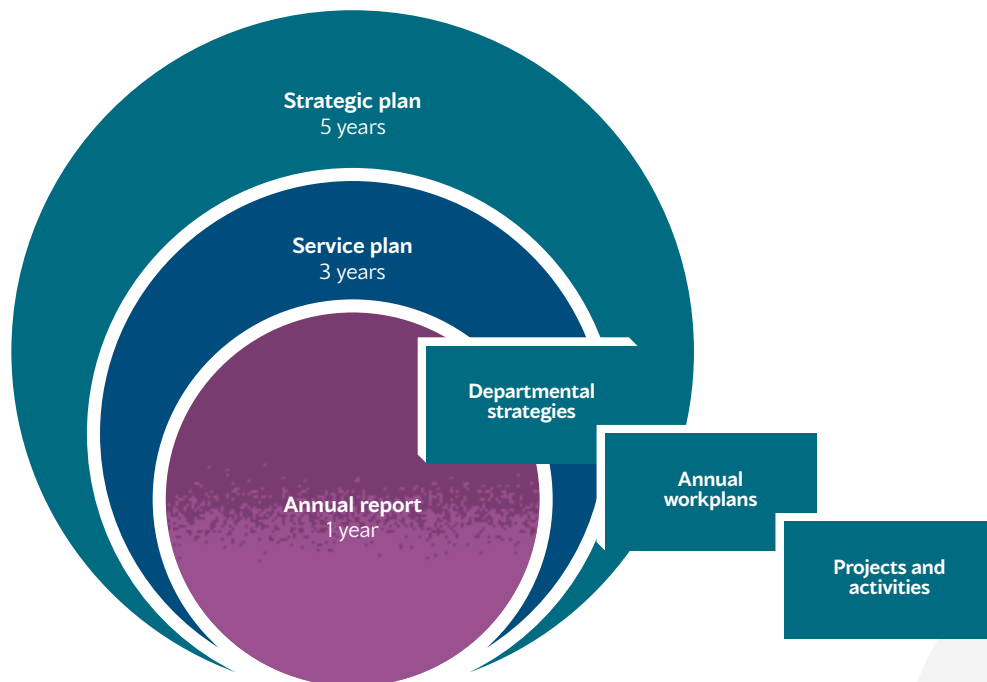 Strategic plan
5 years
Service plan
3 years
Departmental
strategies
Annual
workplans
Annual report
1 year
Projects and
activities